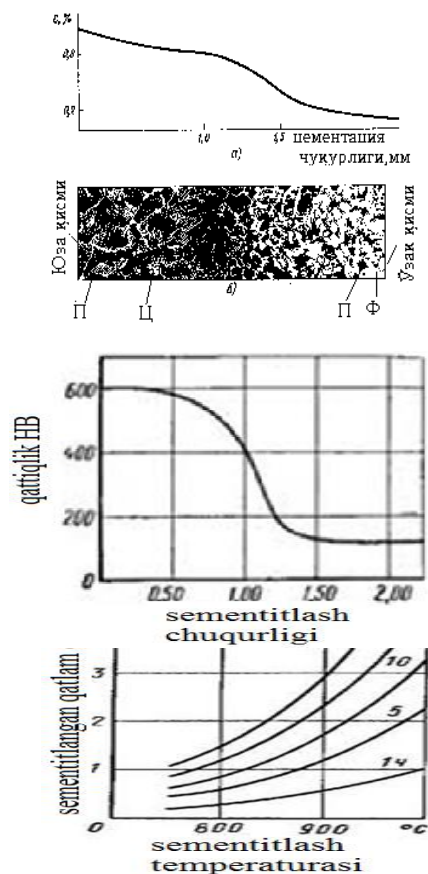 c, %
0,8
0,2
1,0 1,5 цементация
чуқурлиги, мм
а)
Юза қисми
Ўзак қисми
П Ц П Ф
б)
qattiqlik HB
600
400
200
0
0.50 1.00 1.50 2,00
sementitlash
chuqurligi
sementitlangan qatlam
3
2
1
10
5
14
0 800 900 °C
sementitlash
temperaturasi